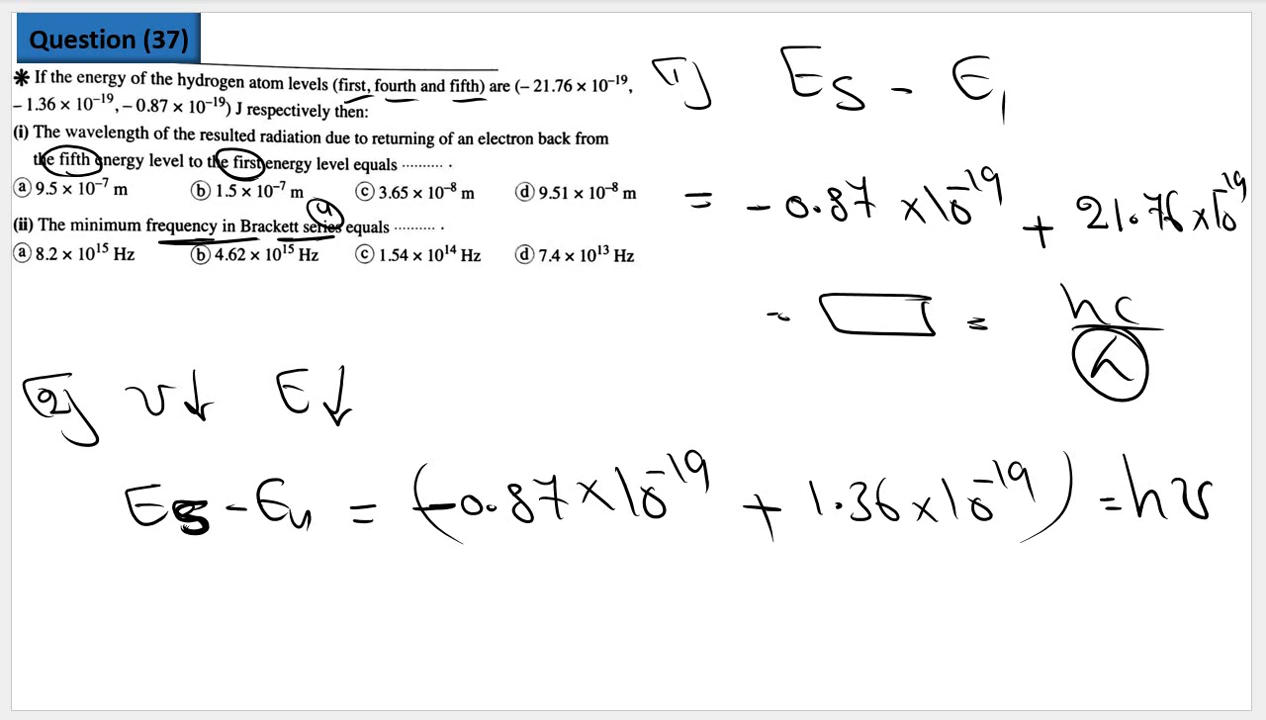 Question (37)
✱ If the energy of the hydrogen atom levels (first, fourth and fifth) are (– 21.76 × 10⁻¹⁹,
– 1.36 × 10⁻¹⁹, – 0.87 × 10⁻¹⁹) J respectively then:
(i) The wavelength of the resulted radiation due to returning of an electron back from
the fifth energy level to the first energy level equals ·········· .
ⓐ 9.5 × 10⁻⁷ m ⓑ 1.5 × 10⁻⁷ m ⓒ 3.65 × 10⁻⁸ m ⓓ 9.51 × 10⁻⁸ m
4
(ii) The minimum frequency in Brackett series equals ·········· .
ⓐ 8.2 × 10¹⁵ Hz ⓑ 4.62 × 10¹⁵ Hz ⓒ 1.54 × 10¹⁴ Hz ⓓ 7.4 × 10¹³ Hz
1] E₅ - E₁
= - 0.87 × 10⁻¹⁹ + 21.76 × 10⁻¹⁹
= = hc/λ
2] ν↓ E↓
E₅ - E₄ = (-0.87 × 10⁻¹⁹ + 1.36 × 10⁻¹⁹) = hν